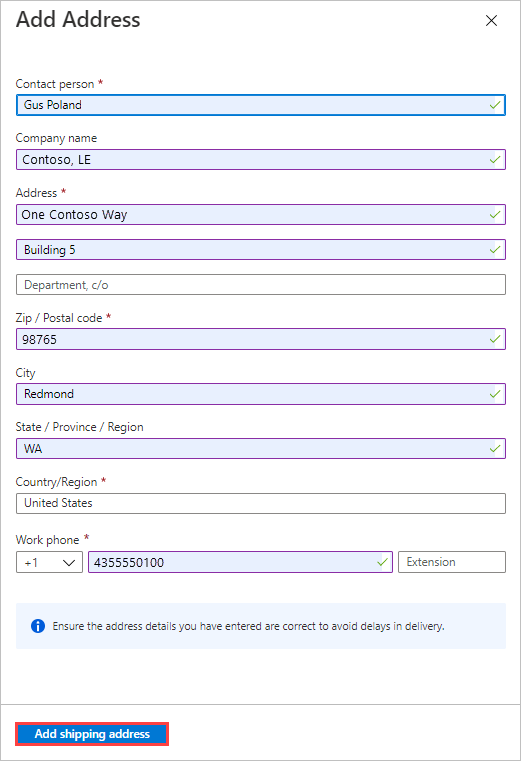 Add Address
Contact person *
Gus Poland
Company name
Contoso, LE
Address *
One Contoso Way
Building 5
Department, c/o
Zip / Postal code *
98765
City
Redmond
State / Province / Region
WA
Country/Region *
United States
Work phone *
+1 4355550100 Extension
Ensure the address details you have entered are correct to avoid delays in delivery.
Add shipping address